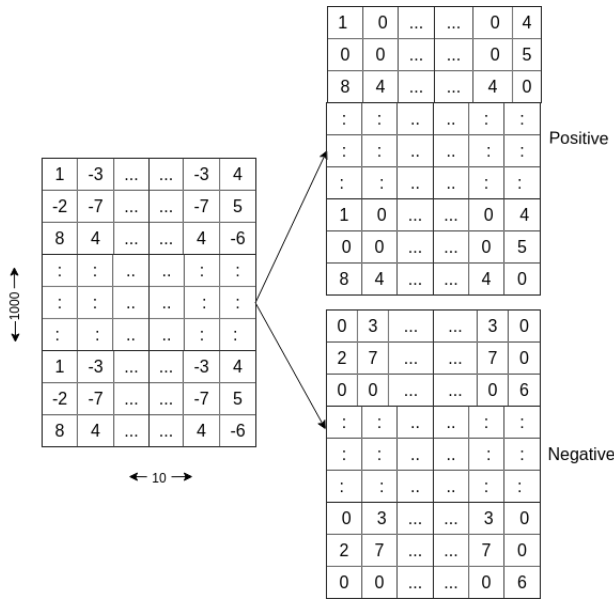 1 0 ... ... 0 4
0 0 ... ... 0 5
8 4 ... ... 4 0
: : .. .. : :
: : .. .. : :
: : .. .. : :
1 0 ... ... 0 4
0 0 ... ... 0 5
8 4 ... ... 4 0
Positive
1 -3 ... ... -3 4
-2 -7 ... ... -7 5
8 4 ... ... 4 -6
: : .. .. : :
: : .. .. : :
: : .. .. : :
1 -3 ... ... -3 4
-2 -7 ... ... -7 5
8 4 ... ... 4 -6
1000
10
0 3 ... ... 3 0
2 7 ... ... 7 0
0 0 ... ... 0 6
: : .. .. : :
: : .. .. : :
: : .. .. : :
0 3 ... ... 3 0
2 7 ... ... 7 0
0 0 ... ... 0 6
Negative